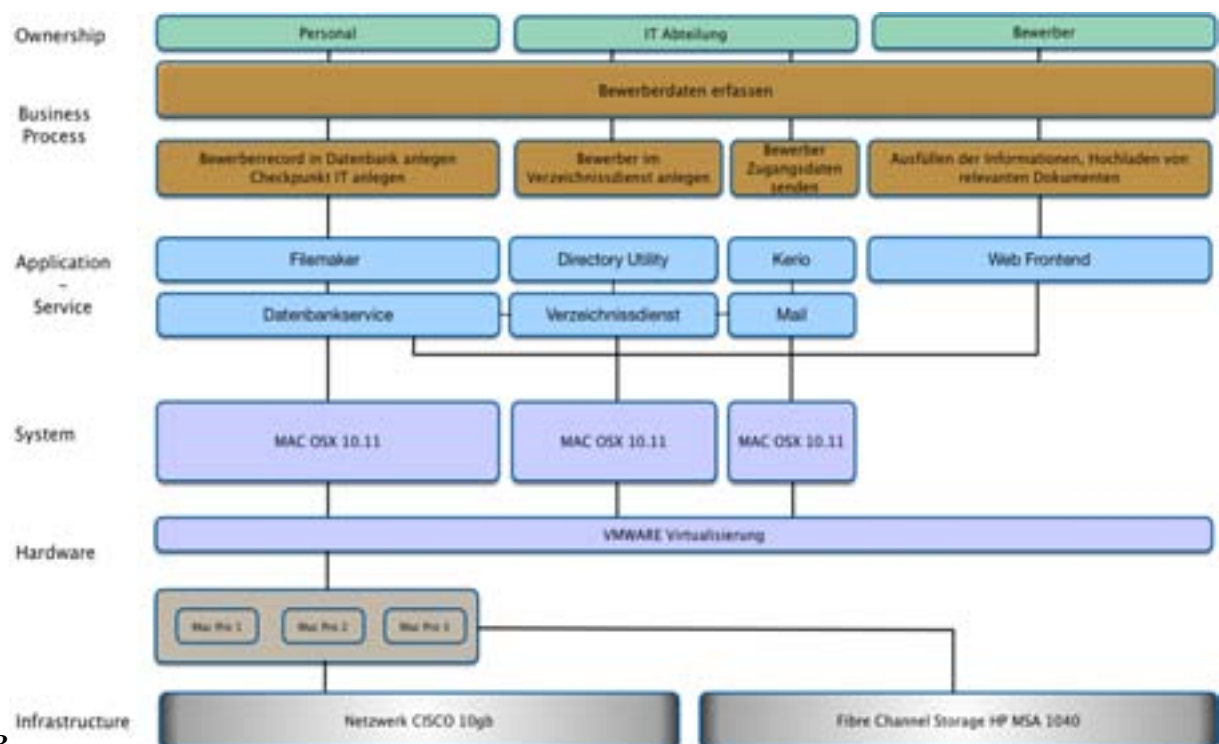 Ownership
Personal
IT Abteilung
Bewerber
Business
Process
Bewerberdaten erfassen
Bewerberrecord in Datenbank anlegen
Checkpunkt IT anlegen
Bewerber im
Verzeichnissdienst anlegen
Bewerber
Zugangsdaten
senden
Ausfüllen der Informationen, Hochladen von
relevanten Dokumenten
Application
–
Service
Filemaker
Directory Utility
Kerio
Web Frontend
Datenbankservice
Verzeichnissdienst
Mail
System
MAC OSX 10.11
MAC OSX 10.11
MAC OSX 10.11
Hardware
VMWARE Virtualisierung
Mac Pro 1
Mac Pro 2
Mac Pro 3
Infrastructure
Netzwerk CISCO 10gb
Fibre Channel Storage HP MSA 1040